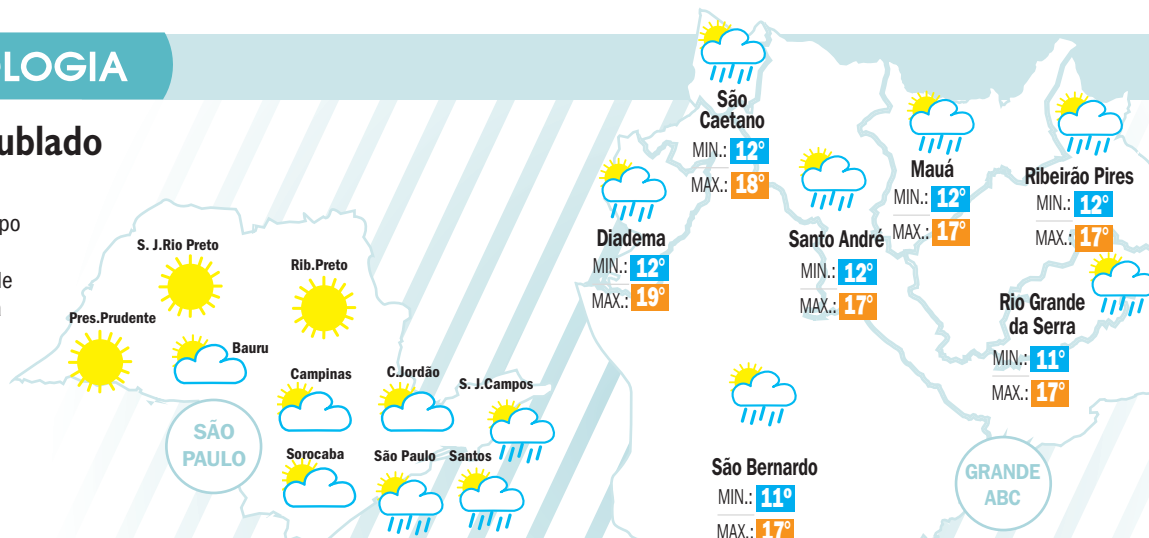 OLOGIA
ublado
po
le
S. J.Rio Preto
Rib.Preto
Pres.Prudente
Bauru
Campinas
C.Jordão
S. J.Campos
Sorocaba
São Paulo
Santos
SÃO
PAULO
São
Caetano
MIN.: 12°
MAX.: 18°
Diadema
MIN.: 12°
MAX.: 19°
Santo André
MIN.: 12°
MAX.: 17°
Mauá
MIN.: 12°
MAX.: 17°
Ribeirão Pires
MIN.: 12°
MAX.: 17°
Rio Grande
da Serra
MIN.: 11°
MAX.: 17°
São Bernardo
MIN.: 11°
MAX.: 17°
GRANDE
ABC